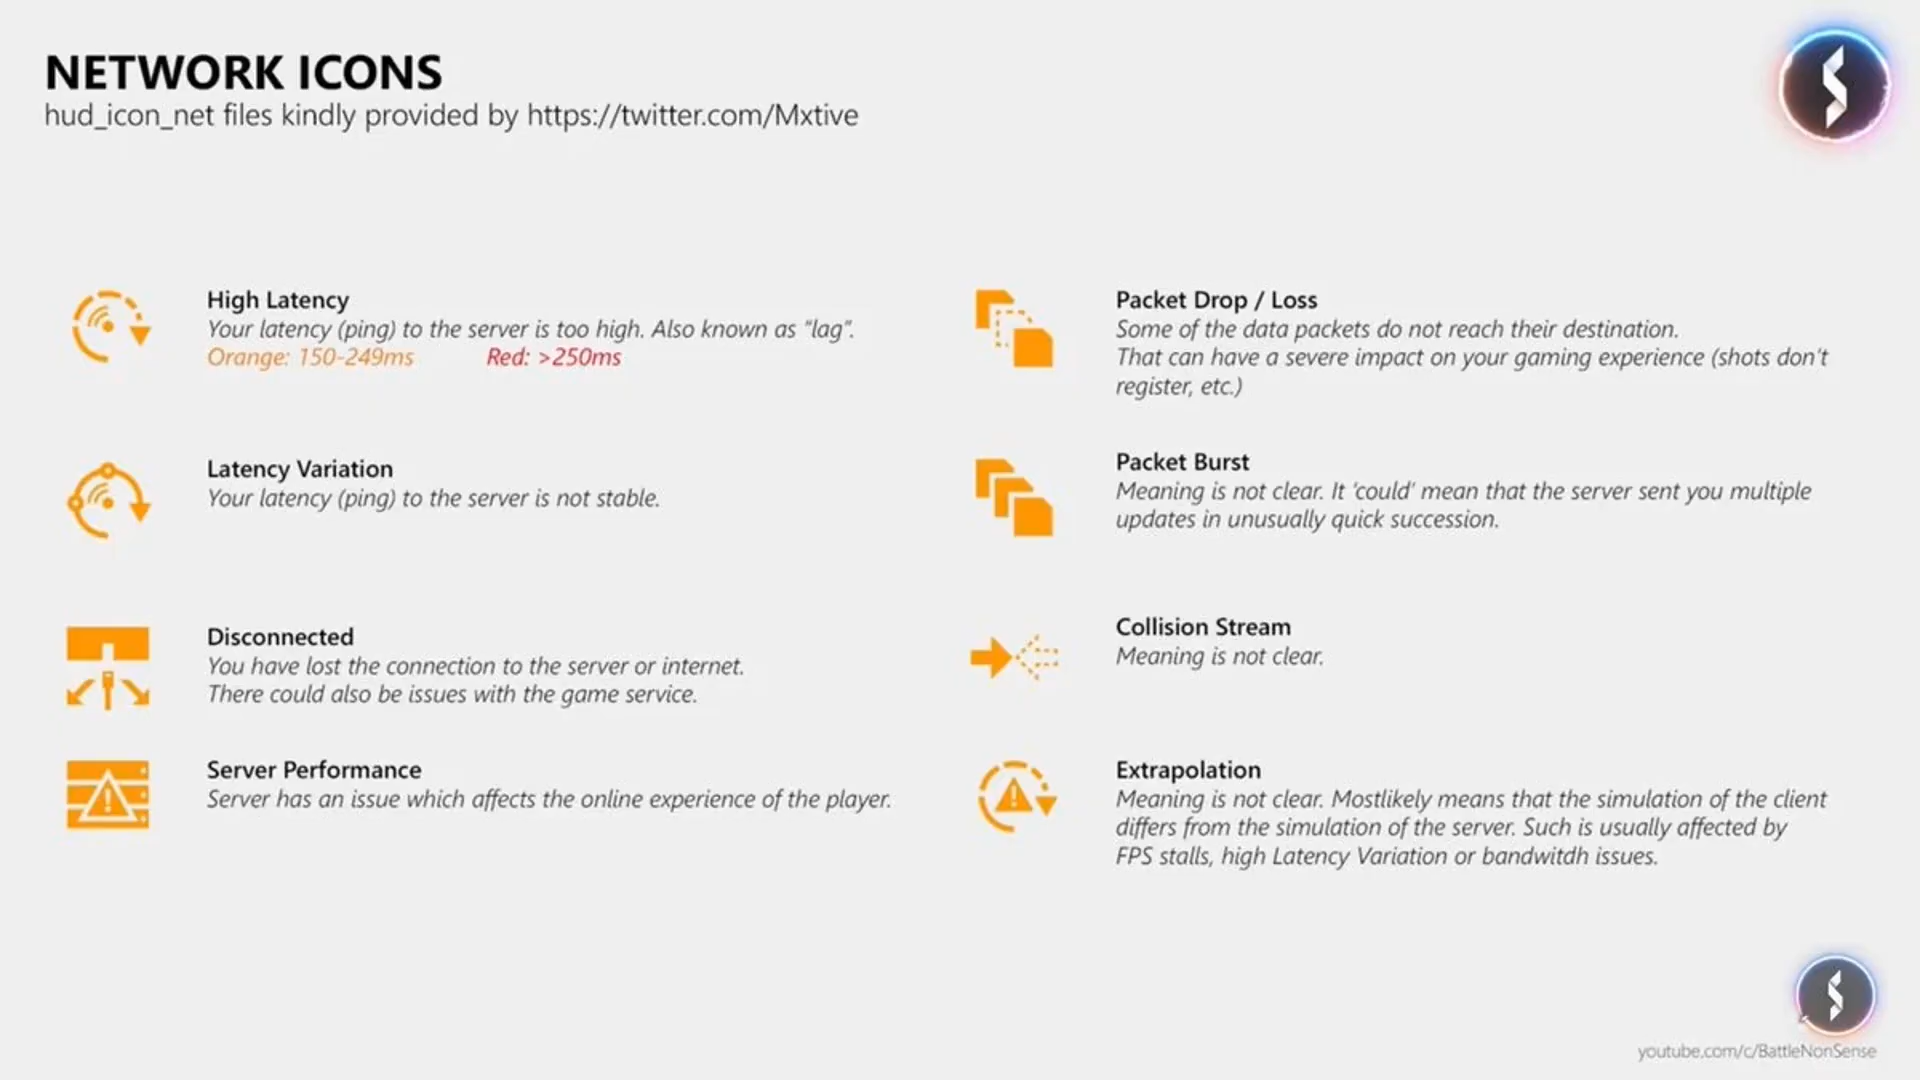 NETWORK ICONS
hud_icon_net files kindly provided by https://twitter.com/Mxtive
High Latency
Your latency (ping) to the server is too high. Also known as "lag".
Orange: 150-249ms Red: >250ms
Latency Variation
Your latency (ping) to the server is not stable.
Disconnected
You have lost the connection to the server or internet.
There could also be issues with the game service.
Server Performance
Server has an issue which affects the online experience of the player.
Packet Drop / Loss
Some of the data packets do not reach their destination.
That can have a severe impact on your gaming experience (shots don't
register, etc.)
Packet Burst
Meaning is not clear. It 'could' mean that the server sent you multiple
updates in unusually quick succession.
Collision Stream
Meaning is not clear.
Extrapolation
Meaning is not clear. Mostlikely means that the simulation of the client
differs from the simulation of the server. Such is usually affected by
FPS stalls, high Latency Variation or bandwitdh issues.
youtube.com/c/BattleNonSense